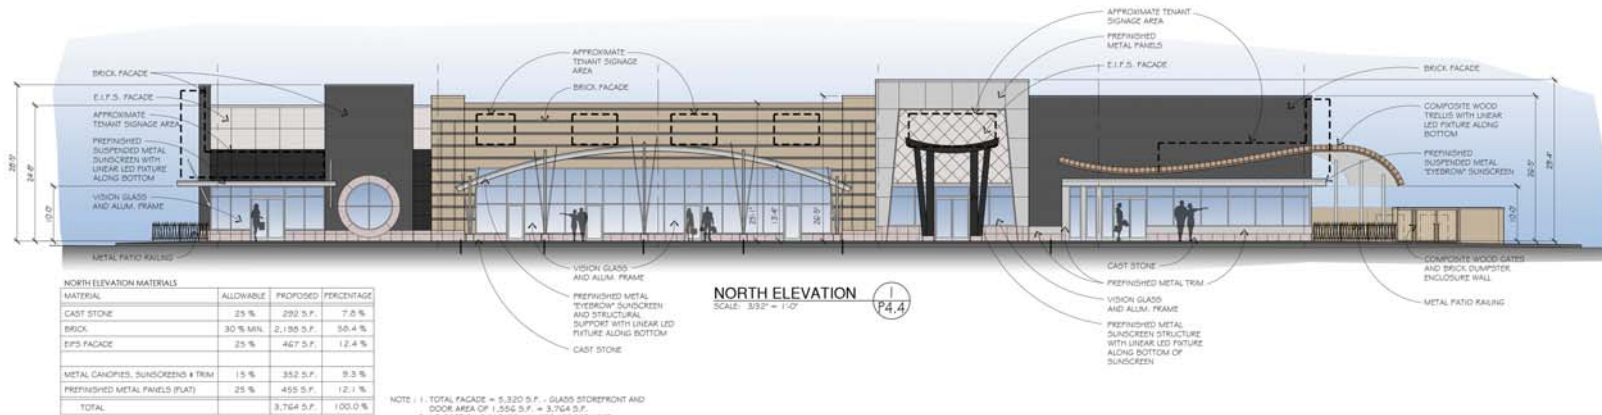 BRICK FACADE
E.I.F.S. FACADE
APPROXIMATE
TENANT SIGNAGE AREA
PREFINISHED
SUSPENDED METAL
SUNSCREEN WITH
LINEAR LED FIXTURE
ALONG BOTTOM
VISION GLASS
AND ALUM. FRAME
METAL PATIO RAILING
24'-8"
10'-0"
APPROXIMATE
TENANT SIGNAGE
AREA
BRICK FACADE
APPROXIMATE TENANT
SIGNAGE AREA
PREFINISHED
METAL PANELS
E.I.F.S. FACADE
BRICK FACADE
COMPOSITE WOOD
TRELLIS WITH LINEAR
LED FIXTURE ALONG
BOTTOM
PREFINISHED
SUSPENDED METAL
"EYEBROW" SUNSCREEN
10'-0"
COMPOSITE WOOD GATES
AND BRICK DUMPSTER
ENCLOSURE WALL
METAL PATIO RAILING
VISION GLASS
AND ALUM. FRAME
PREFINISHED METAL
"EYEBROW" SUNSCREEN
AND STRUCTURAL
SUPPORT WITH LINEAR LED
FIXTURE ALONG BOTTOM
CAST STONE
CAST STONE
PREFINISHED METAL TRIM
VISION GLASS
AND ALUM. FRAME
PREFINISHED METAL
SUNSCREEN STRUCTURE
WITH LINEAR LED FIXTURE
ALONG BOTTOM OF
SUNSCREEN
NORTH ELEVATION
SCALE: 3/32" = 1'-0"
1
P4.4
NORTH ELEVATION MATERIALS
MATERIAL ALLOWABLE PROPOSED PERCENTAGE
CAST STONE 25 % 292 S.F. 7.8 %
BRICK 30 % MIN. 2,198 S.F. 58.4 %
EIFS FACADE 25 % 467 S.F. 12.4 %
METAL CANOPIES, SUNSCREENS & TRIM 15 % 352 S.F. 9.3 %
PREFINISHED METAL PANELS (FLAT) 25 % 455 S.F. 12.1 %
TOTAL 3,764 S.F. 100.0 %
NOTE : 1. TOTAL FACADE = 5,320 S.F. - GLASS STOREFRONT AND
DOOR AREA OF 1,556 S.F. = 3,764 S.F.